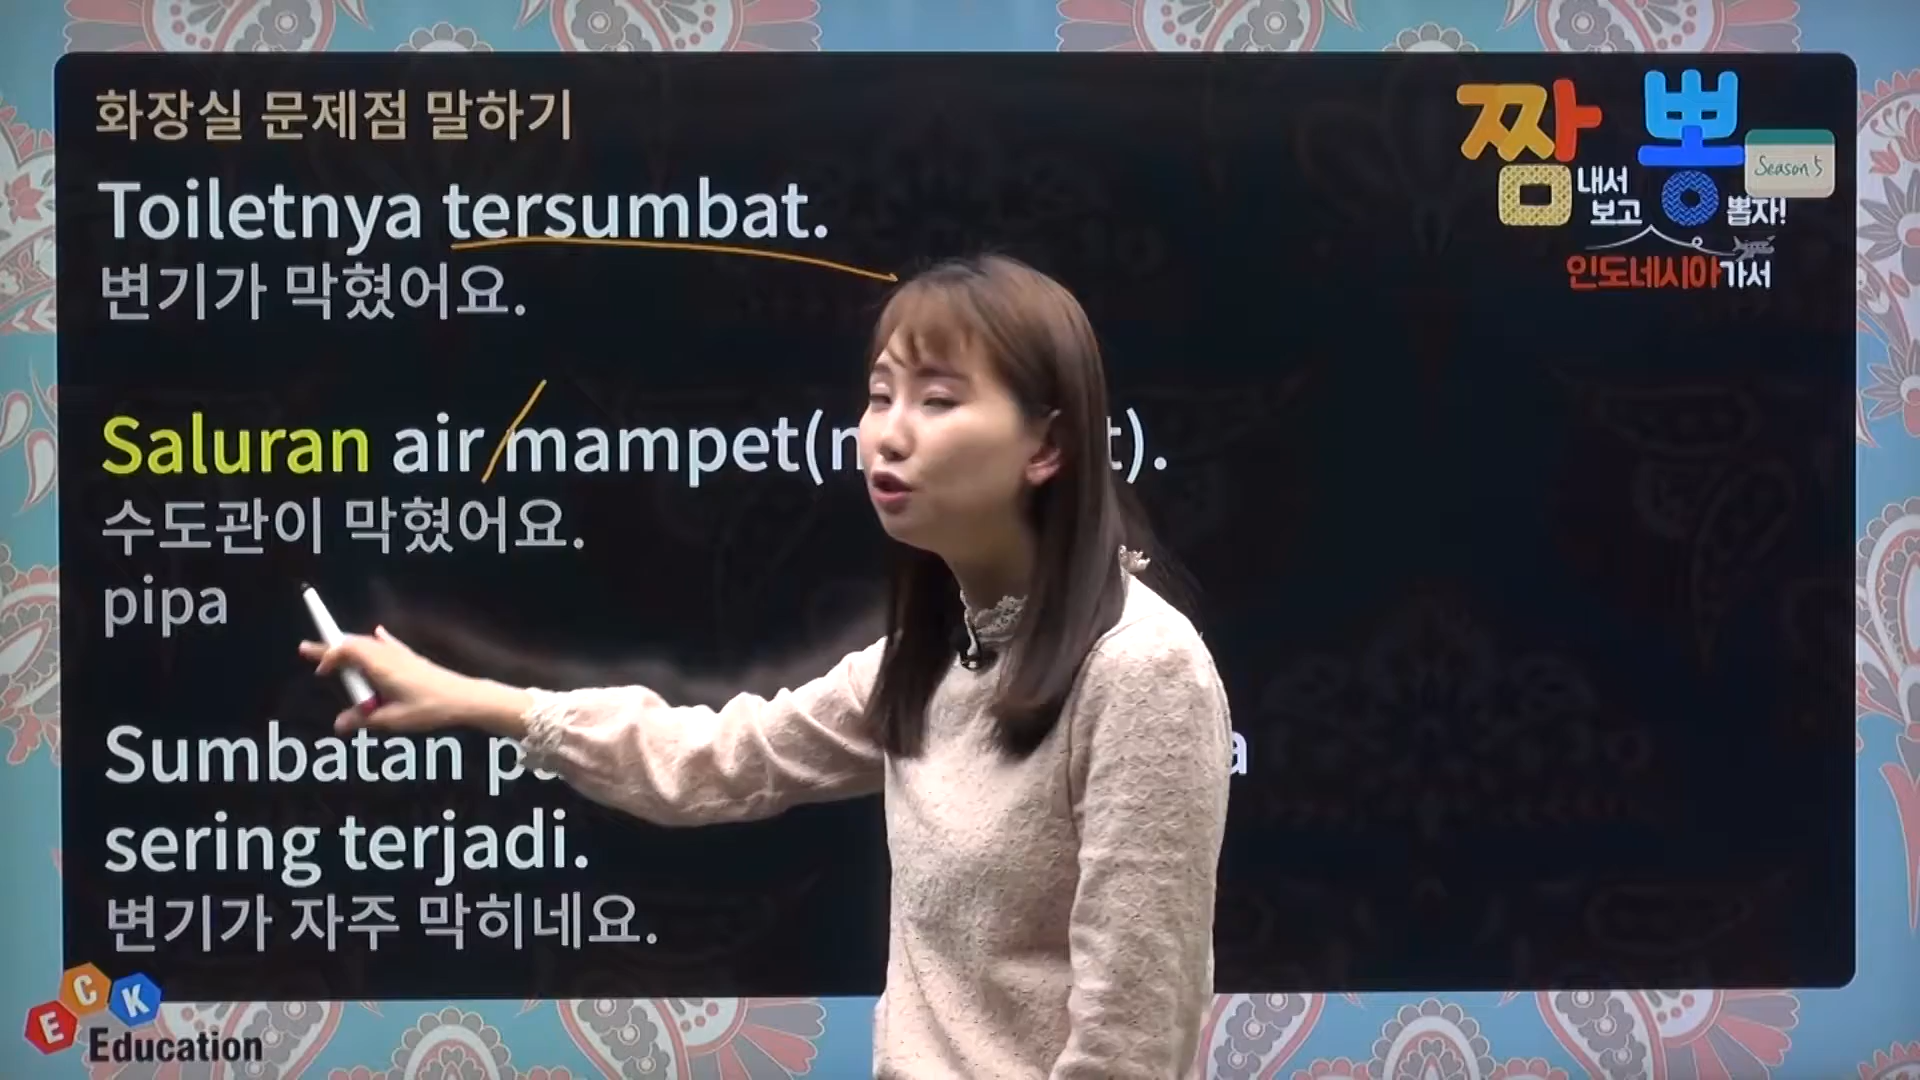 화장실 문제점 말하기
Toiletnya tersumbat.
변기가 막혔어요.
Saluran air mampet(
수도관이 막혔어요.
pipa
Sumbatan
sering terjadi.
변기가 자주 막히네요.
짬뽕
Season 5
내서 보고 뽑자!
인도네시아가서
ECK
Education